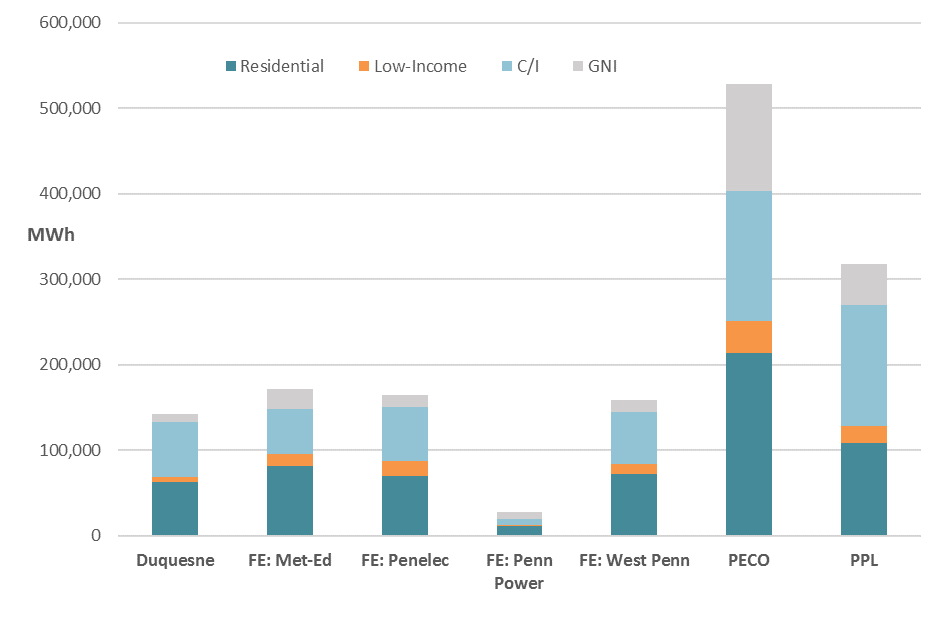 600,000
Residential Low-Income C/I GNI
500,000
400,000
MWh
300,000
200,000
100,000
0
Duquesne FE: Met-Ed FE: Penelec FE: Penn FE: West Penn PECO PPL
Power